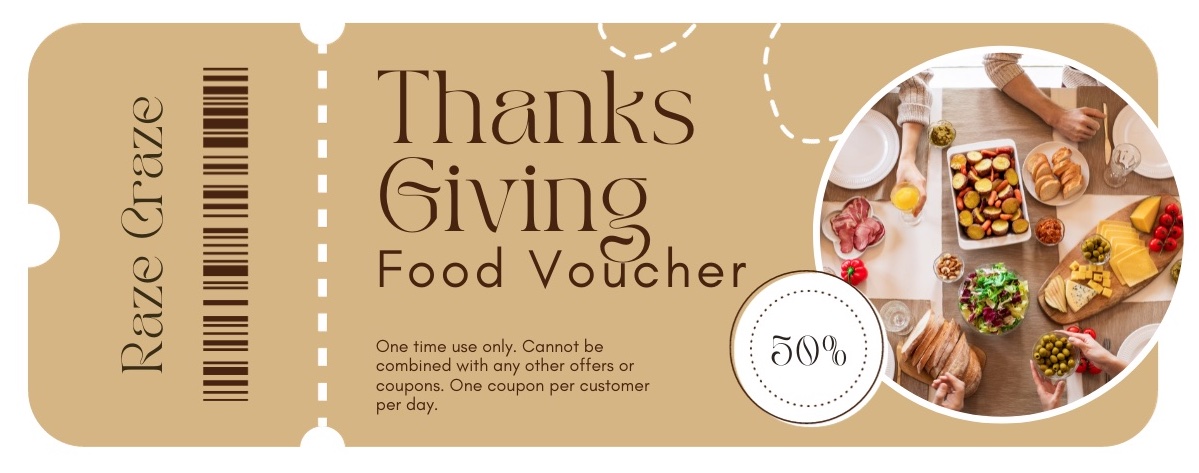 Raze Craze
Thanks
Giving
Food Voucher
One time use only. Cannot be
combined with any other offers or
coupons. One coupon per customer
per day.
50%